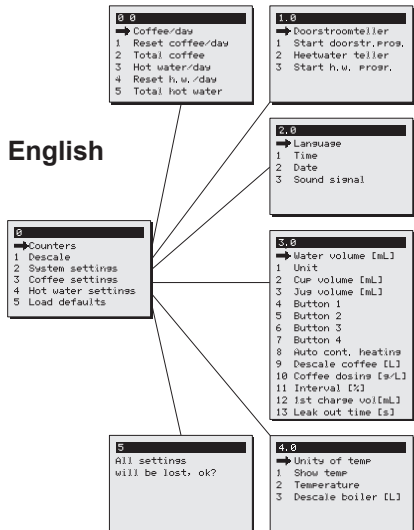 0 0
Coffee/day
1 Reset coffee/day
2 Total coffee
3 Hot water/day
4 Reset h.w./day
5 Total hot water
1.0
Doorstroomteller
1 Start doorstr.prog.
2 Heetwater teller
3 Start h.w. progr.
English
2.0
Language
1 Time
2 Date
3 Sound signal
0
Counters
1 Descale
2 System settings
3 Coffee settings
4 Hot water settings
5 Load defaults
3.0
Water volume [mL]
1 Unit
2 Cup volume [mL]
3 Jug volume [mL]
4 Button 1
5 Button 2
6 Button 3
7 Button 4
8 Auto cont. heating
9 Descale coffee [L]
10 Coffee dosing [g/L]
11 Interval [%]
12 1st charge vol[mL]
13 Leak out time [s]
5
All settings
will be lost, ok?
4.0
Unity of temp
1 Show temp
2 Temperature
3 Descale boiler [L]